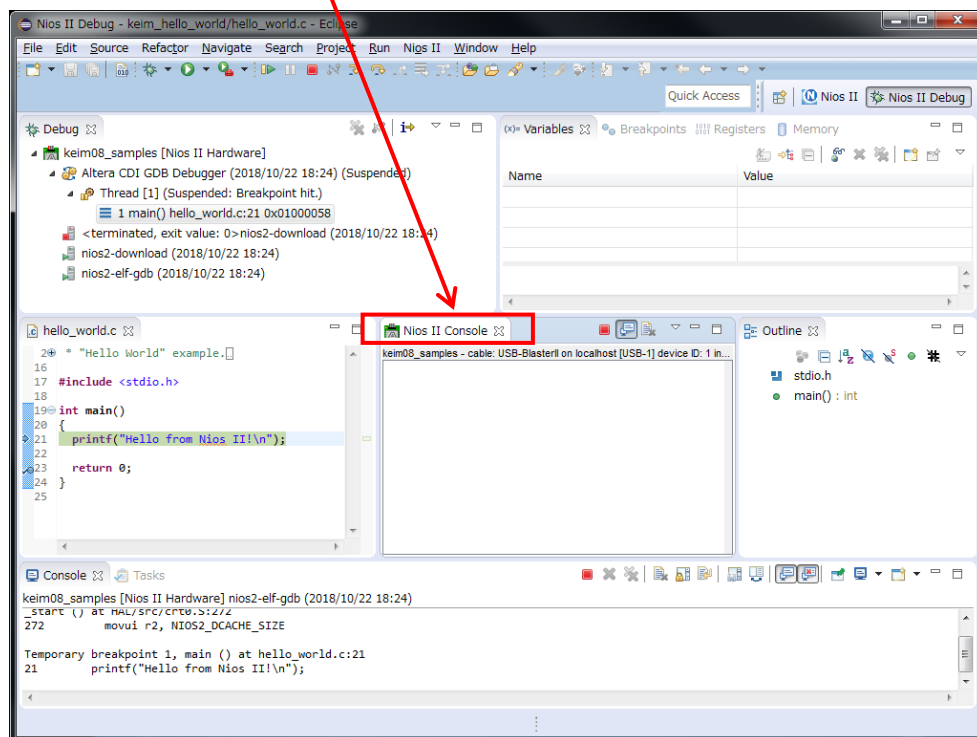 Nios II Debug - keim_hello_world/hello_world.c - Eclipse
File Edit Source Refactor Navigate Search Project Run Nios II Window Help
Quick Access Nios II Nios II Debug
Debug
keim08_samples [Nios II Hardware]
Altera CDI GDB Debugger (2018/10/22 18:24) (Suspended)
Thread [1] (Suspended: Breakpoint hit.)
1 main() hello_world.c:21 0x01000058
<terminated, exit value: 0>nios2-download (2018/10/22 18:24)
nios2-download (2018/10/22 18:24)
nios2-elf-gdb (2018/10/22 18:24)
(x)= Variables Breakpoints Registers Memory
Name Value
hello_world.c
2 * "Hello World" example.
16
17 #include <stdio.h>
18
19 int main()
20 {
21 printf("Hello from Nios II!\n");
22
23 return 0;
24 }
25
Nios II Console
keim08_samples - cable: USB-BlasterII on localhost [USB-1] device ID: 1 in...
Outline
stdio.h
main() : int
Console Tasks
keim08_samples [Nios II Hardware] nios2-elf-gdb (2018/10/22 18:24)
_start () at HAL/src/crt0.S:272
272 movui r2, NIOS2_DCACHE_SIZE
Temporary breakpoint 1, main () at hello_world.c:21
21 printf("Hello from Nios II!\n");